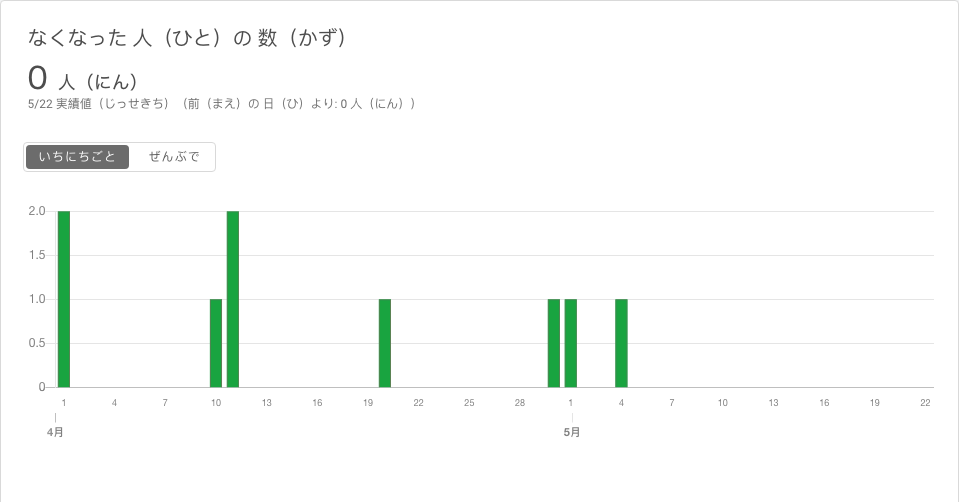 なくなった 人（ひと）の 数（かず）
0 人（にん）
5/22 実績値（じっせきち）（前（まえ）の 日（ひ）より: 0 人（にん））
いちにちごと ぜんぶで
2.0
1.5
1.0
0.5
0
1 4 7 10 13 16 19 22 25 28 1 4 7 10 13 16 19 22
4月 5月